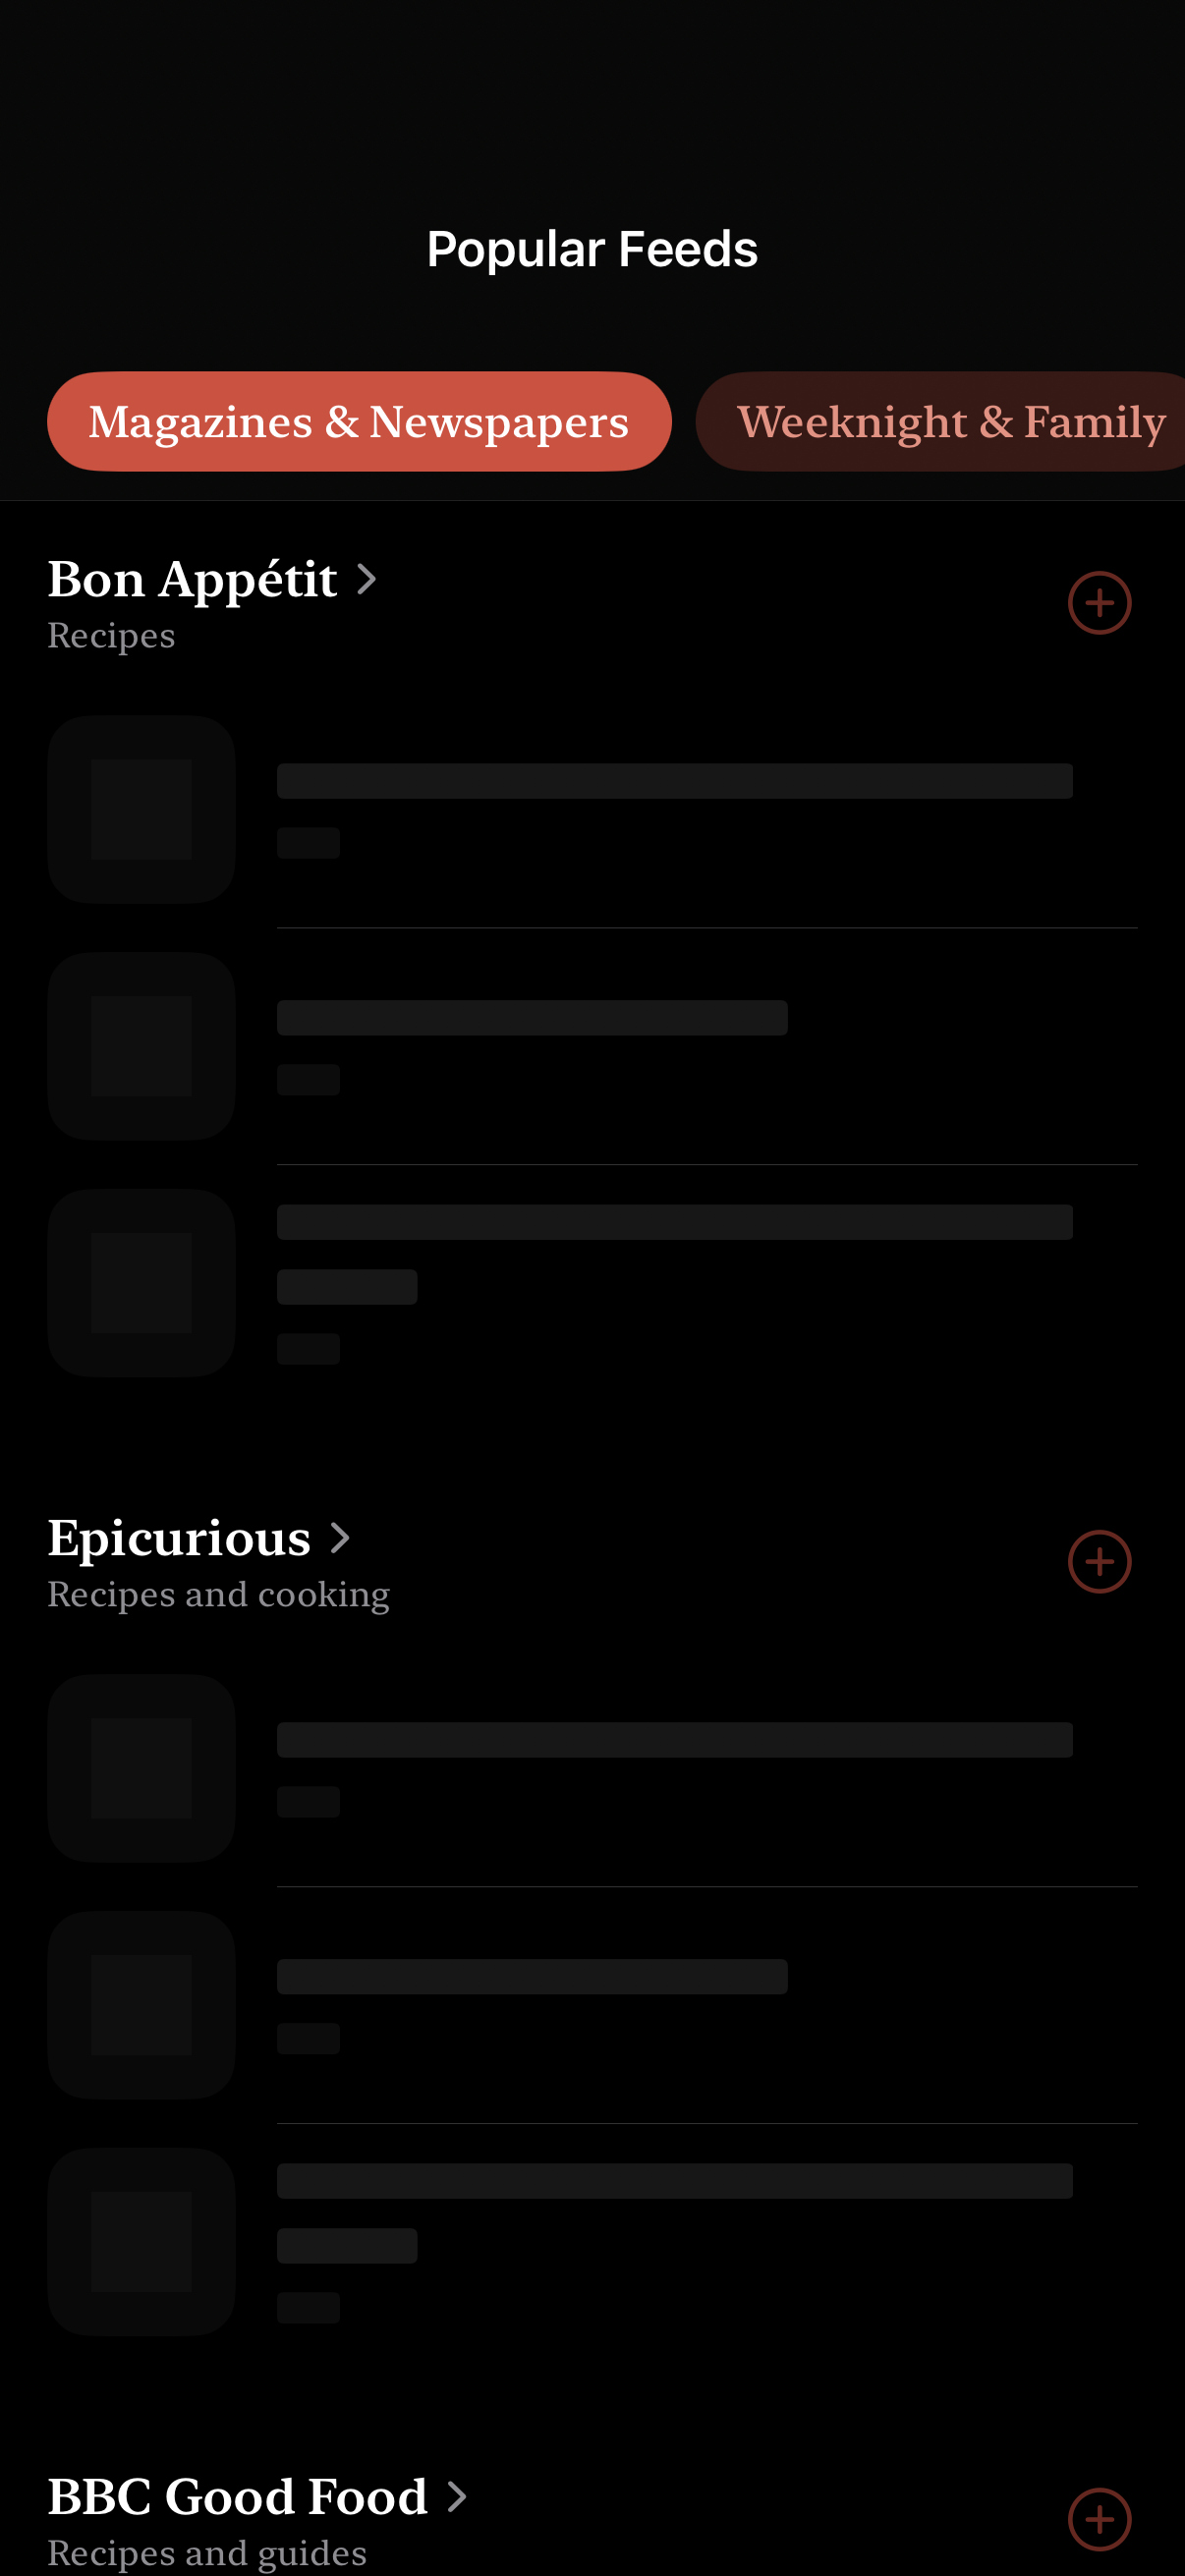 Popular Feeds
Magazines & Newspapers
Weeknight & Family
Bon Appétit
Recipes
Epicurious
Recipes and cooking
BBC Good Food
Recipes and guides